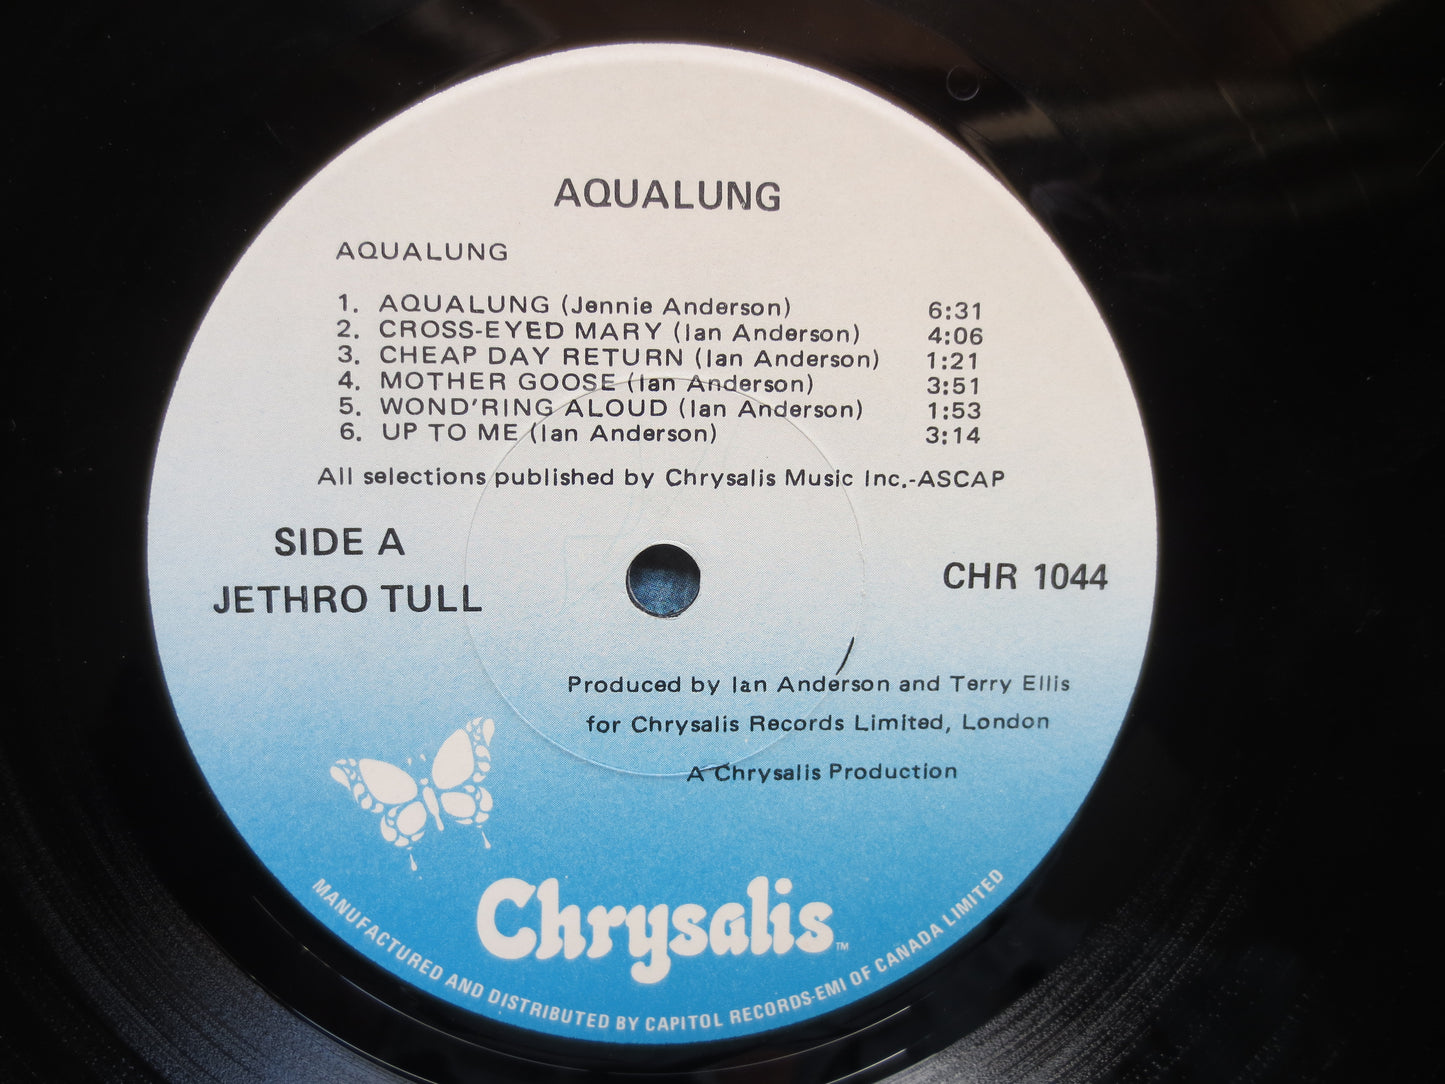 AQUALUNG
AQUALUNG
1. AQUALUNG (Jennie Anderson) 6:31
2. CROSS-EYED MARY (Ian Anderson) 4:06
3. CHEAP DAY RETURN (Ian Anderson) 1:21
4. MOTHER GOOSE (Ian Anderson) 3:51
5. WOND'RING ALOUD (Ian Anderson) 1:53
6. UP TO ME (Ian Anderson) 3:14
All selections published by Chrysalis Music Inc.-ASCAP
SIDE A
JETHRO TULL
CHR 1044
Produced by Ian Anderson and Terry Ellis
for Chrysalis Records Limited, London
A Chrysalis Production
Chrysalis TM
MANUFACTURED AND DISTRIBUTED BY CAPITOL RECORDS-EMI OF CANADA LIMITED